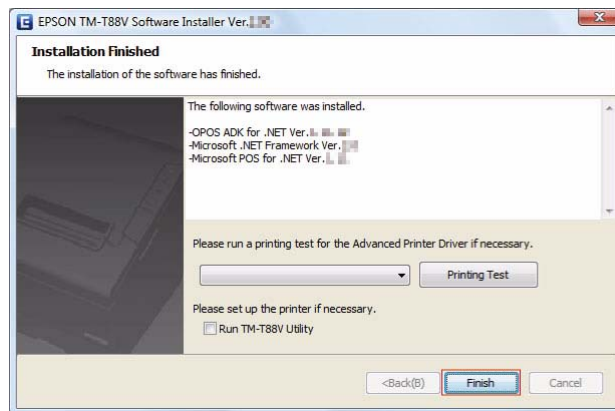 EPSON TM-T88V Software Installer Ver.
Installation Finished
The installation of the software has finished.
The following software was installed.
-OPOS ADK for .NET Ver.
-Microsoft .NET Framework Ver.
-Microsoft POS for .NET Ver.
Please run a printing test for the Advanced Printer Driver if necessary.
Printing Test
Please set up the printer if necessary.
Run TM-T88V Utility
<Back(B) Finish Cancel